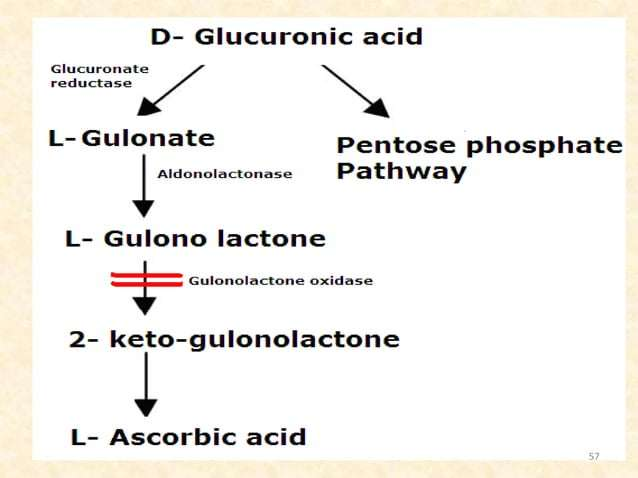 D- Glucuronic acid
Glucuronate
reductase
L- Gulonate
Pentose phosphate
Pathway
Aldonolactonase
L- Gulono lactone
Gulonolactone oxidase
2- keto-gulonolactone
L- Ascorbic acid
57